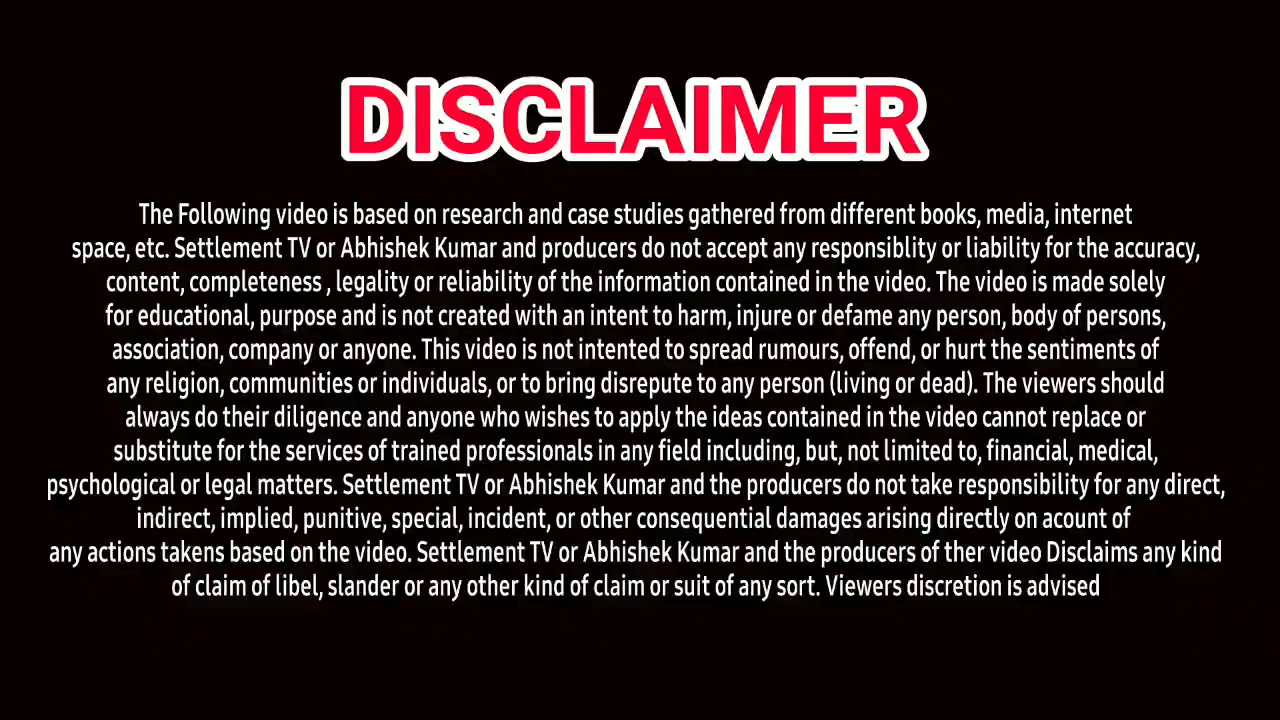 DISCLAIMER
The Following video is based on research and case studies gathered from different books, media, internet
space, etc. Settlement TV or Abhishek Kumar and producers do not accept any responsiblity or liability for the accuracy,
content, completeness , legality or reliability of the information contained in the video. The video is made solely
for educational, purpose and is not created with an intent to harm, injure or defame any person, body of persons,
association, company or anyone. This video is not intented to spread rumours, offend, or hurt the sentiments of
any religion, communities or individuals, or to bring disrepute to any person (living or dead). The viewers should
always do their diligence and anyone who wishes to apply the ideas contained in the video cannot replace or
substitute for the services of trained professionals in any field including, but, not limited to, financial, medical,
psychological or legal matters. Settlement TV or Abhishek Kumar and the producers do not take responsibility for any direct,
indirect, implied, punitive, special, incident, or other consequential damages arising directly on acount of
any actions takens based on the video. Settlement TV or Abhishek Kumar and the producers of ther video Disclaims any kind
of claim of libel, slander or any other kind of claim or suit of any sort. Viewers discretion is advised